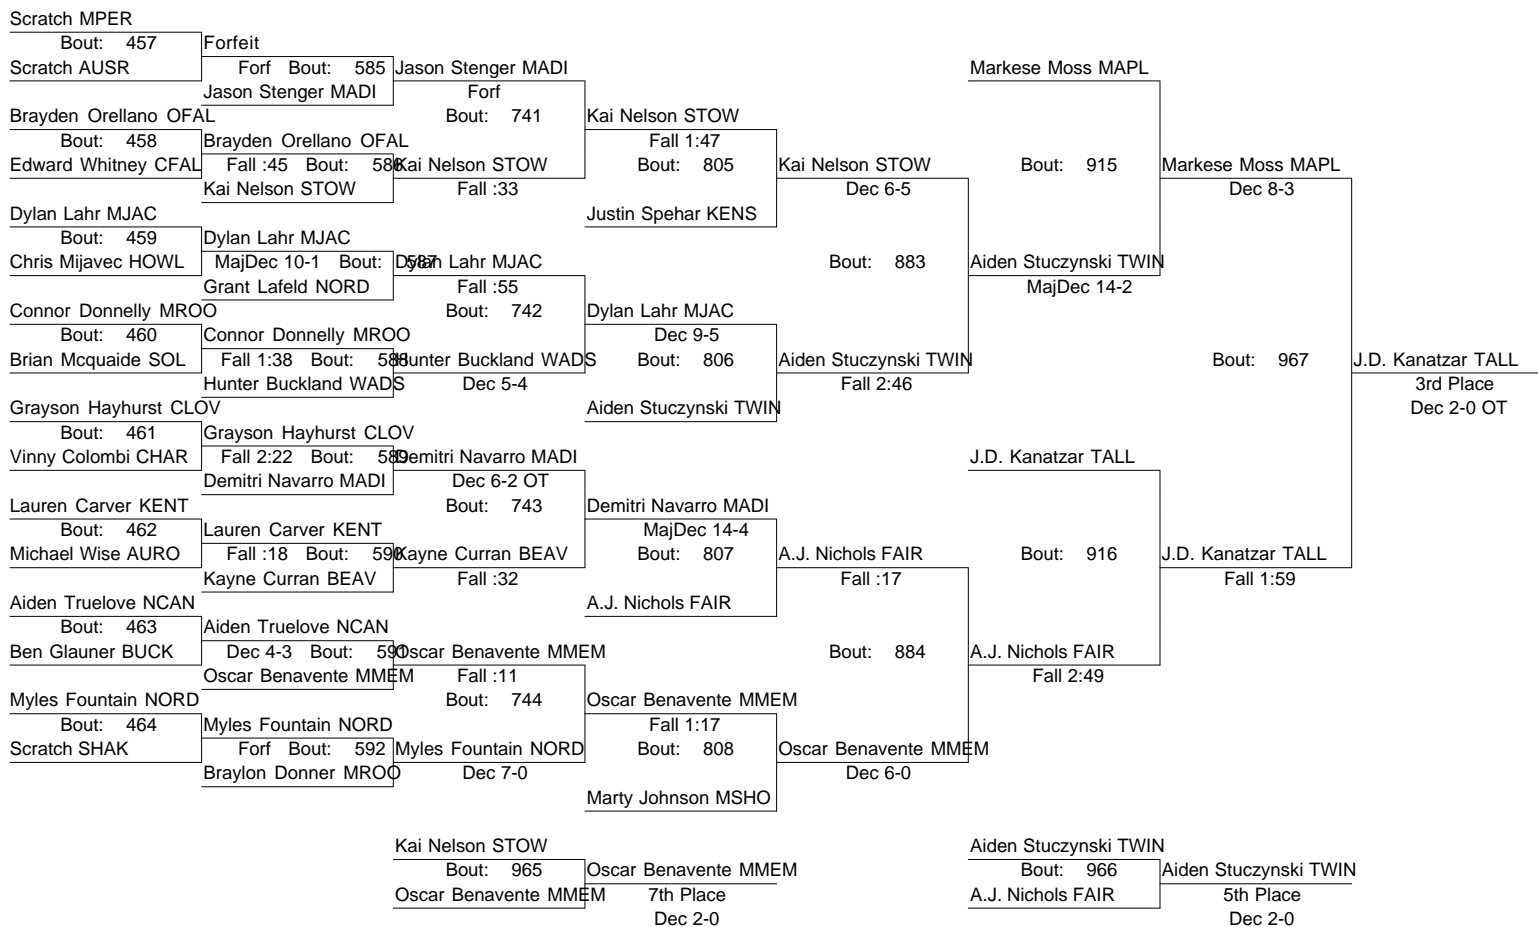 Scratch MPER
Bout: 457 Forfeit
Scratch AUSR Forf Bout: 585 Jason Stenger MADI Markese Moss MAPL
Jason Stenger MADI Forf
Brayden Orellano OFAL Bout: 741 Kai Nelson STOW
Bout: 458 Brayden Orellano OFAL Fall 1:47
Edward Whitney CFAL Fall :45 Bout: 586 Kai Nelson STOW Bout: 805 Kai Nelson STOW Bout: 915 Markese Moss MAPL
Kai Nelson STOW Fall :33 Dec 6-5 Dec 8-3
Dylan Lahr MJAC Justin Spehar KENS
Bout: 459 Dylan Lahr MJAC
Chris Mijavec HOWL MajDec 10-1 Bout: 587 Dylan Lahr MJAC Bout: 883 Aiden Stuczynski TWIN
Grant Lafeld NORD Fall :55 MajDec 14-2
Connor Donnelly MROO Bout: 742 Dylan Lahr MJAC
Bout: 460 Connor Donnelly MROO Dec 9-5
Brian Mcquaide SOL Fall 1:38 Bout: 588 Hunter Buckland WADS Bout: 806 Aiden Stuczynski TWIN Bout: 967 J.D. Kanatzar TALL
Hunter Buckland WADS Dec 5-4 Fall 2:46 3rd Place
Grayson Hayhurst CLOV Aiden Stuczynski TWIN Dec 2-0 OT
Bout: 461 Grayson Hayhurst CLOV
Vinny Colombi CHAR Fall 2:22 Bout: 589 Demitri Navarro MADI J.D. Kanatzar TALL
Demitri Navarro MADI Dec 6-2 OT
Lauren Carver KENT Bout: 743 Demitri Navarro MADI
Bout: 462 Lauren Carver KENT MajDec 14-4
Michael Wise AURO Fall :18 Bout: 590 Kayne Curran BEAV Bout: 807 A.J. Nichols FAIR Bout: 916 J.D. Kanatzar TALL
Kayne Curran BEAV Fall :32 Fall :17 Fall 1:59
Aiden Truelove NCAN A.J. Nichols FAIR
Bout: 463 Aiden Truelove NCAN
Ben Glauner BUCK Dec 4-3 Bout: 591 Oscar Benavente MMEM Bout: 884 A.J. Nichols FAIR
Oscar Benavente MMEM Fall :11 Fall 2:49
Myles Fountain NORD Bout: 744 Oscar Benavente MMEM
Bout: 464 Myles Fountain NORD Fall 1:17
Scratch SHAK Forf Bout: 592 Myles Fountain NORD Bout: 808 Oscar Benavente MMEM
Braylon Donner MROO Dec 7-0 Dec 6-0
Marty Johnson MSHO
Kai Nelson STOW Aiden Stuczynski TWIN
Bout: 965 Oscar Benavente MMEM Bout: 966 Aiden Stuczynski TWIN
Oscar Benavente MMEM 7th Place A.J. Nichols FAIR 5th Place
Dec 2-0 Dec 2-0